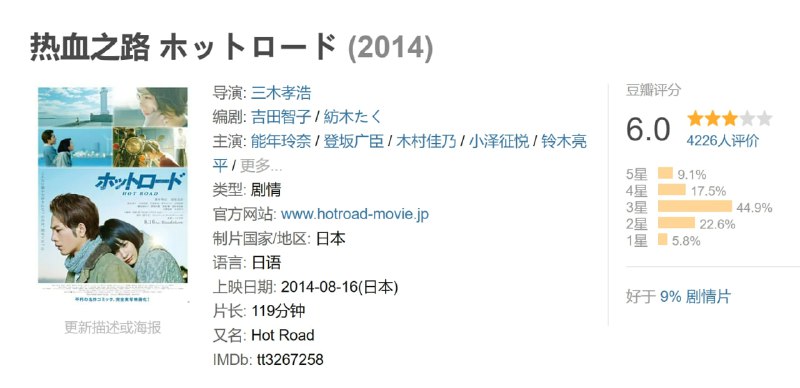 热血之路 ホットロード (2014)
ホットロード
HOT ROAD
导演: 三木孝浩
编剧: 吉田智子 / 紡木たく
主演: 能年玲奈 / 登坂广臣 / 木村佳乃 / 小泽征悦 / 铃木亮
平 / 更多...
类型: 剧情
官方网站: www.hotroad-movie.jp
制片国家/地区: 日本
语言: 日语
上映日期: 2014-08-16(日本)
片长: 119分钟
又名: Hot Road
IMDb: tt3267258
更新描述或海报
豆瓣评分
6.0
4226人评价
5星 9.1%
4星 17.5%
3星 44.9%
2星 22.6%
1星 5.8%
好于 9% 剧情片